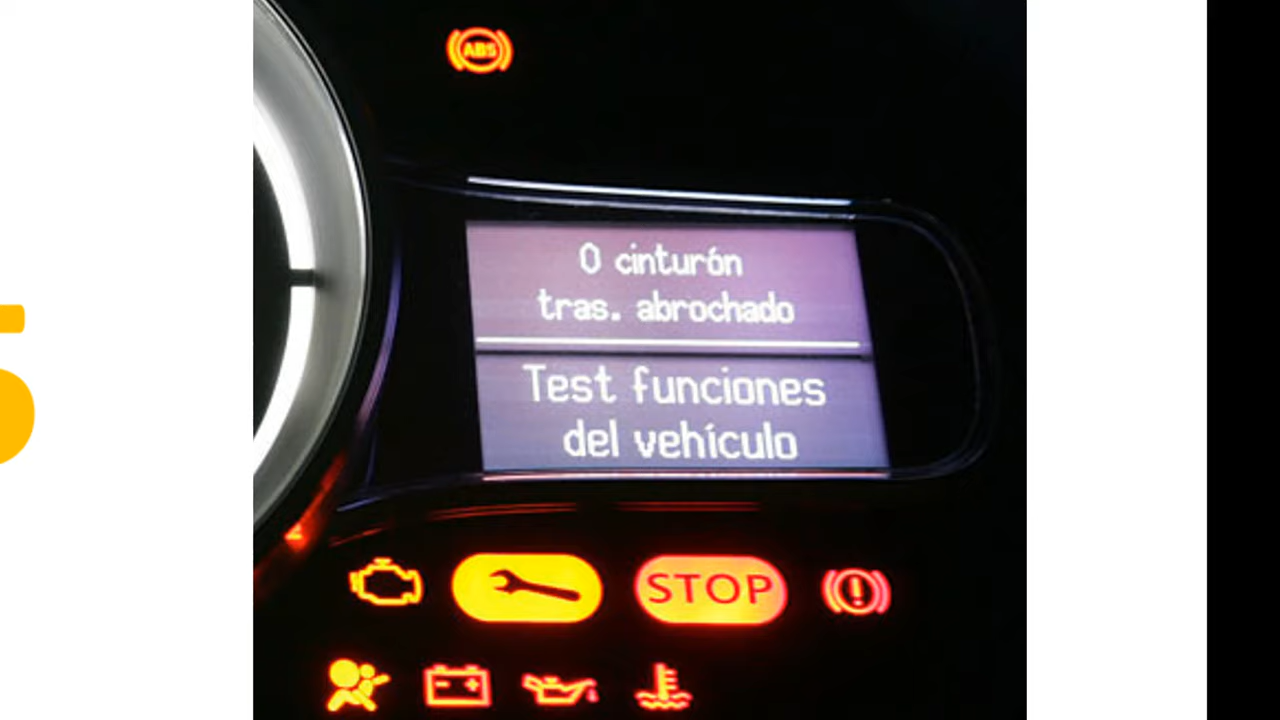 ABS
0 cinturón
tras. abrochado
Test funciones
del vehículo
STOP